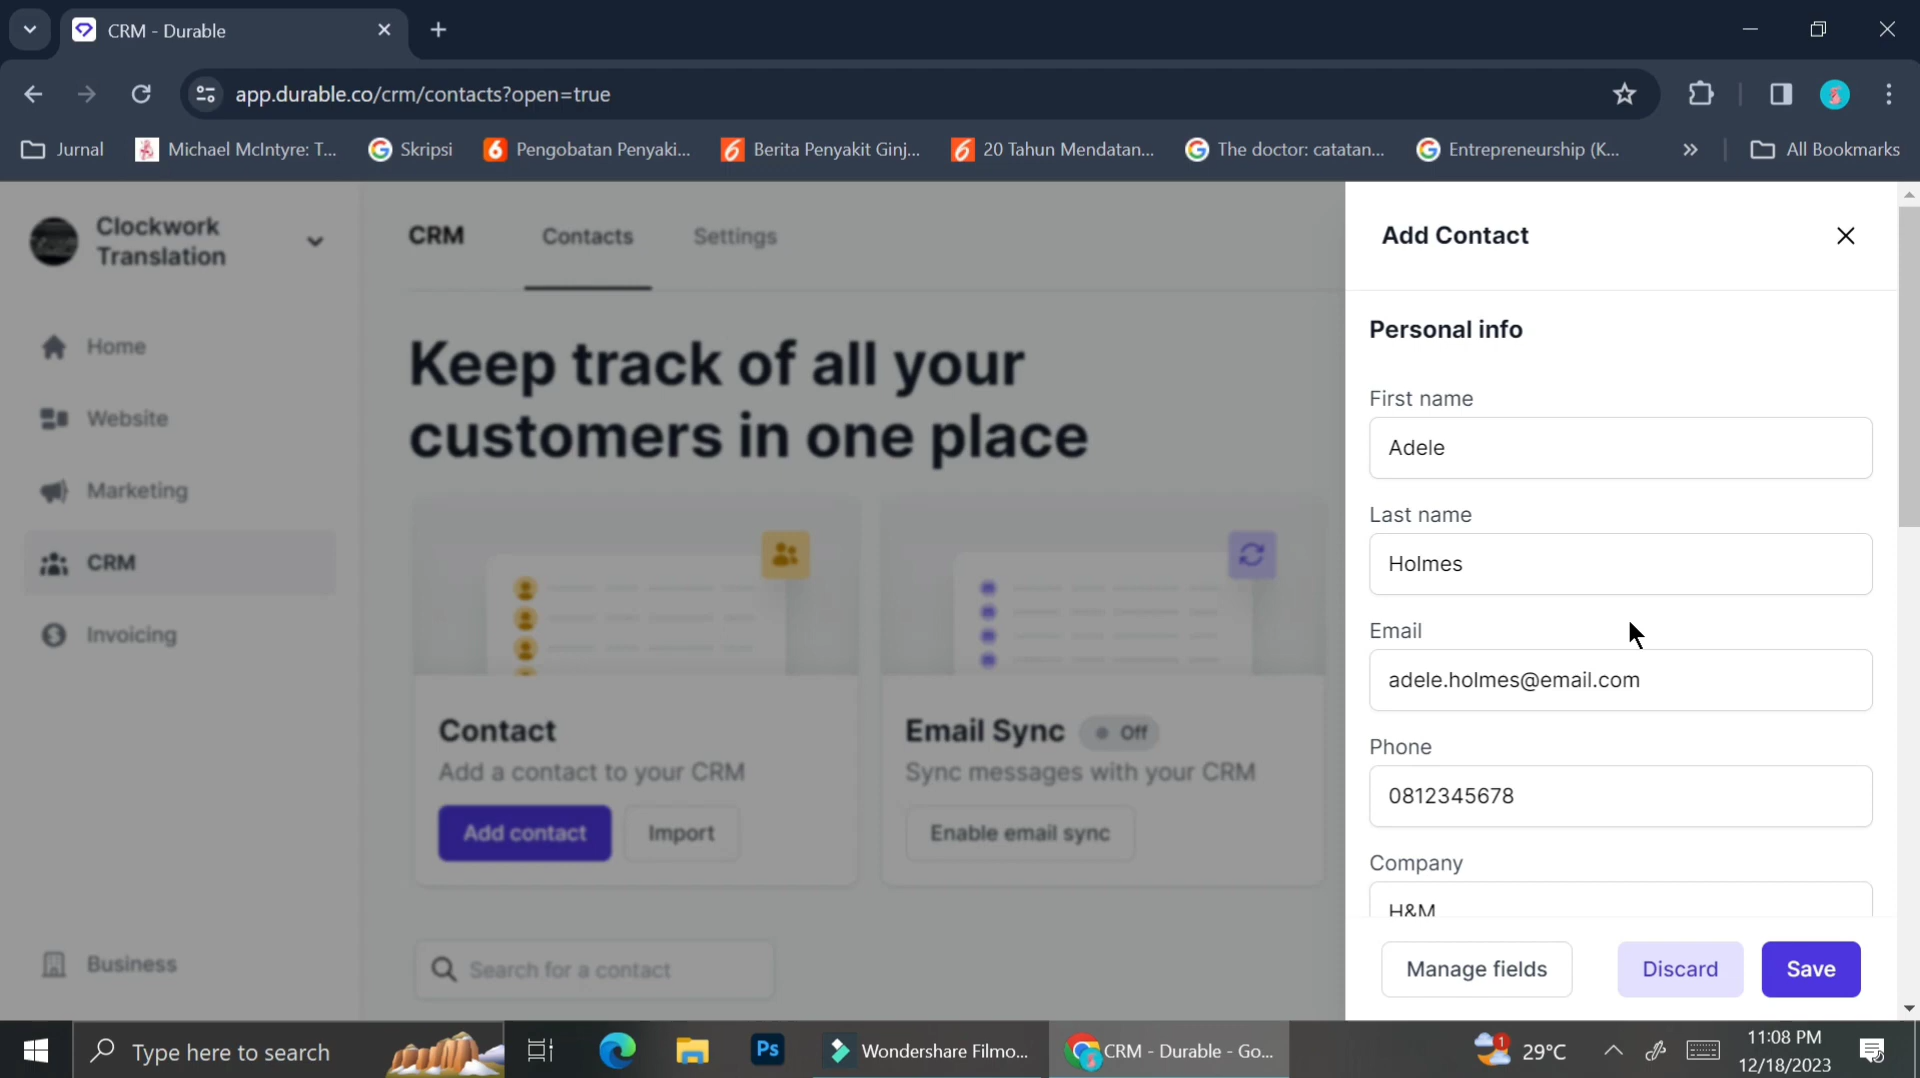 CRM - Durable
app.durable.co/crm/contacts?open=true
Jurnal
Michael McIntyre: T...
Skripsi
Pengobatan Penyaki...
Berita Penyakit Ginj...
20 Tahun Mendatan...
The doctor: catatan...
Entrepreneurship (K...
All Bookmarks
Clockwork
Translation
Home
Website
Marketing
CRM
Invoicing
Business
CRM
Contacts
Settings
Keep track of all your
customers in one place
Contact
Add a contact to your CRM
Add contact
Import
Email Sync
Off
Sync messages with your CRM
Enable email sync
Search for a contact
Add Contact
Personal info
First name
Adele
Last name
Holmes
Email
adele.holmes@email.com
Phone
0812345678
Company
H&M
Manage fields
Discard
Save
Type here to search
Ps
Wondershare Filmo...
CRM - Durable - Go...
1
29°C
11:08 PM
12/18/2023